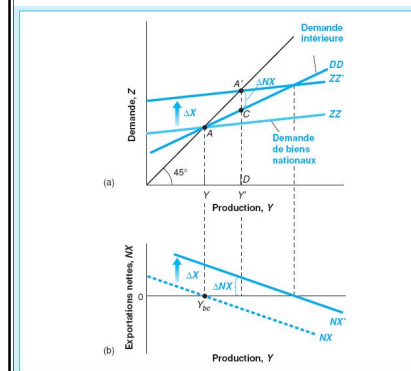 Demande
intérieure
DD
ZZ'
A'
ΔNX
ΔX
C
ZZ
A
Demande
de biens
nationaux
45°
D
Demande, Z
(a)
Y
Y'
Production, Y
ΔX
ΔNX
0
Ybc
NX'
NX
Exportations nettes, NX
(b)
Production, Y